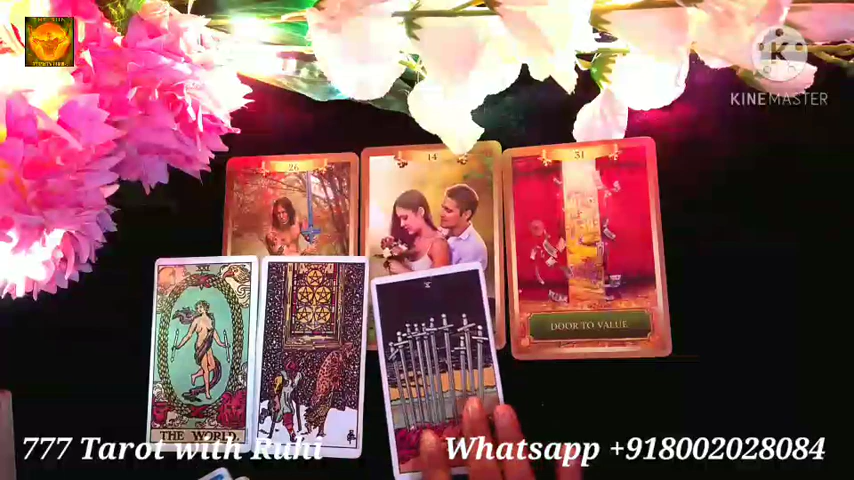 KINEMASTER
26
14
31
DOOR TO VALUE
X
THE WORLD.
777 Tarot with Ruhi
Whatsapp +918002028084